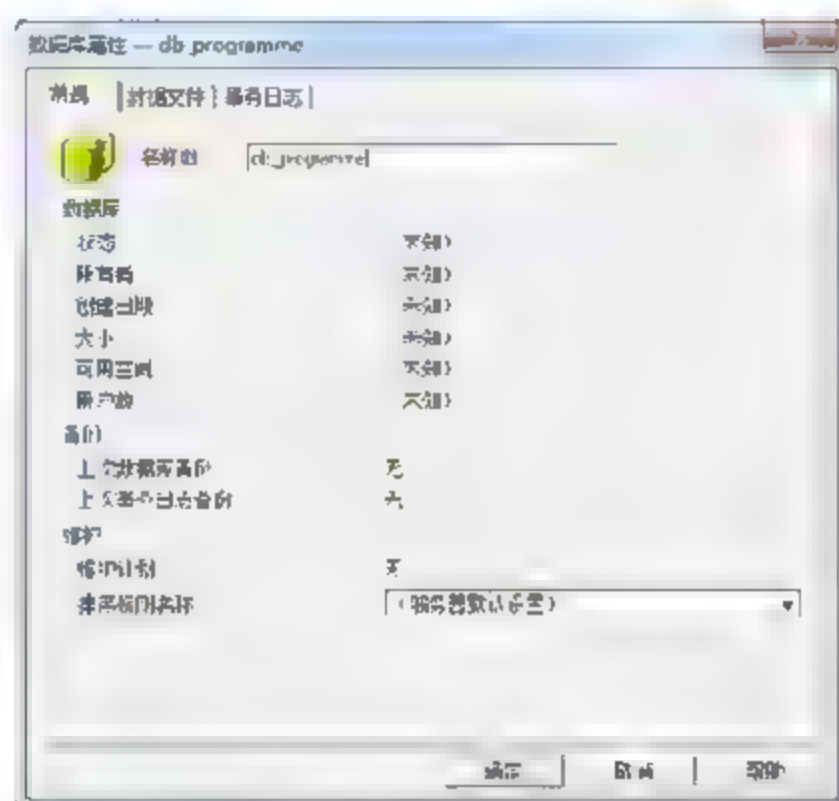 数据库属性 — db_programme
常规 数据文件 事务日志
名称(N) db_programme
数据库
状态 (未知)
所有者 (未知)
创建日期 (未知)
大小 (未知)
可用空间 (未知)
用户数 (未知)
备份
上次数据库备份 无
上次事务日志备份 无
维护
维护计划 无
排序规则名称 (服务器默认设置)
确定 取消 帮助